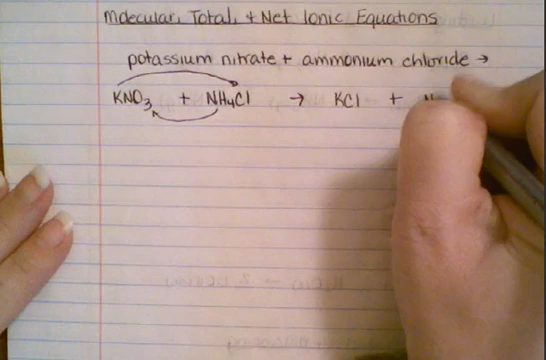 Molecular, Total, + Net Ionic Equations
potassium nitrate + ammonium chloride →
KNO₃ + NH₄Cl → KCl + N